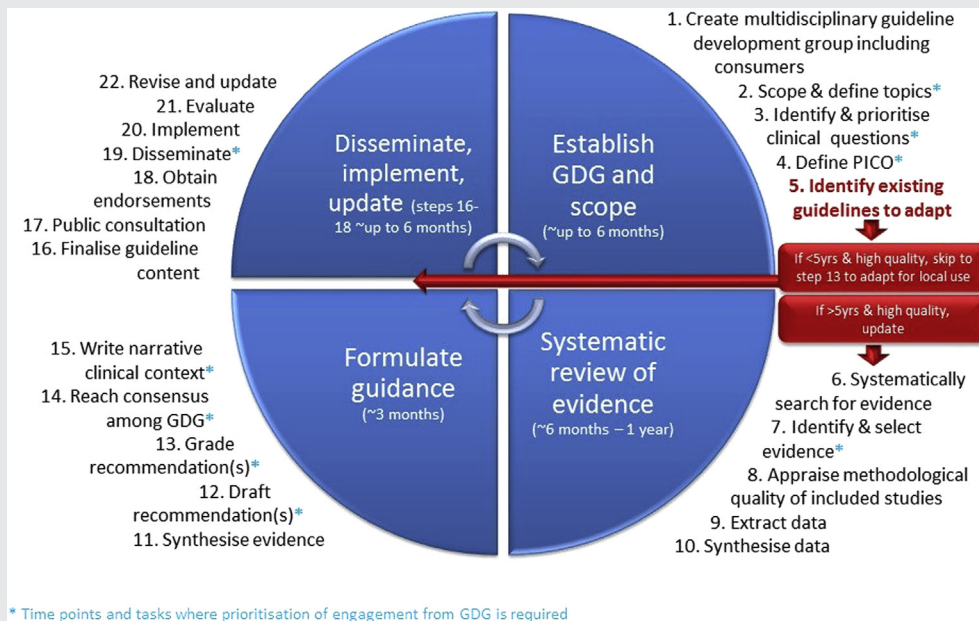 1. Create multidisciplinary guideline
development group including
consumers
2. Scope & define topics*
3. Identify & prioritise
clinical questions*
4. Define PICO*
5. Identify existing
guidelines to adapt
If <5yrs & high quality, skip to
step 13 to adapt for local use
If >5yrs & high quality,
update
6. Systematically
search for evidence
7. Identify & select
evidence*
8. Appraise methodological
quality of included studies
9. Extract data
10. Synthesise data
Establish
GDG and
scope
(~up to 6 months)
Systematic
review of
evidence
(~6 months – 1 year)
Formulate
guidance
(~3 months)
Disseminate,
implement,
update (steps 16-
18 ~up to 6 months)
15. Write narrative
clinical context*
14. Reach consensus
among GDG*
13. Grade
recommendation(s)*
12. Draft
recommendation(s)*
11. Synthesise evidence
22. Revise and update
21. Evaluate
20. Implement
19. Disseminate*
18. Obtain
endorsements
17. Public consultation
16. Finalise guideline
content
* Time points and tasks where prioritisation of engagement from GDG is required